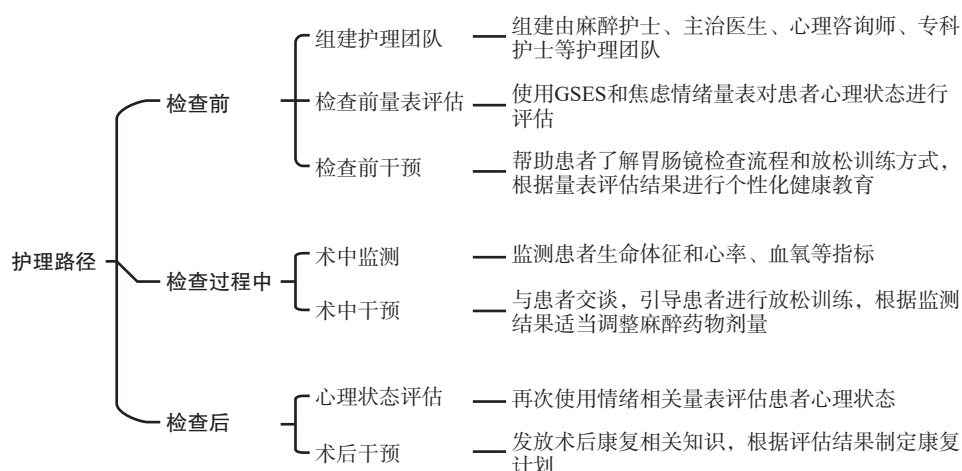 护理路径
检查前
组建护理团队
组建由麻醉护士、主治医生、心理咨询师、专科
护士等护理团队
检查前量表评估
使用GSES和焦虑情绪量表对患者心理状态进行
评估
检查前干预
帮助患者了解胃肠镜检查流程和放松训练方式，
根据量表评估结果进行个性化健康教育
检查过程中
术中监测
监测患者生命体征和心率、血氧等指标
术中干预
与患者交谈，引导患者进行放松训练，根据监测
结果适当调整麻醉药物剂量
检查后
心理状态评估
再次使用情绪相关量表评估患者心理状态
术后干预
发放术后康复相关知识，根据评估结果制定康复
计划